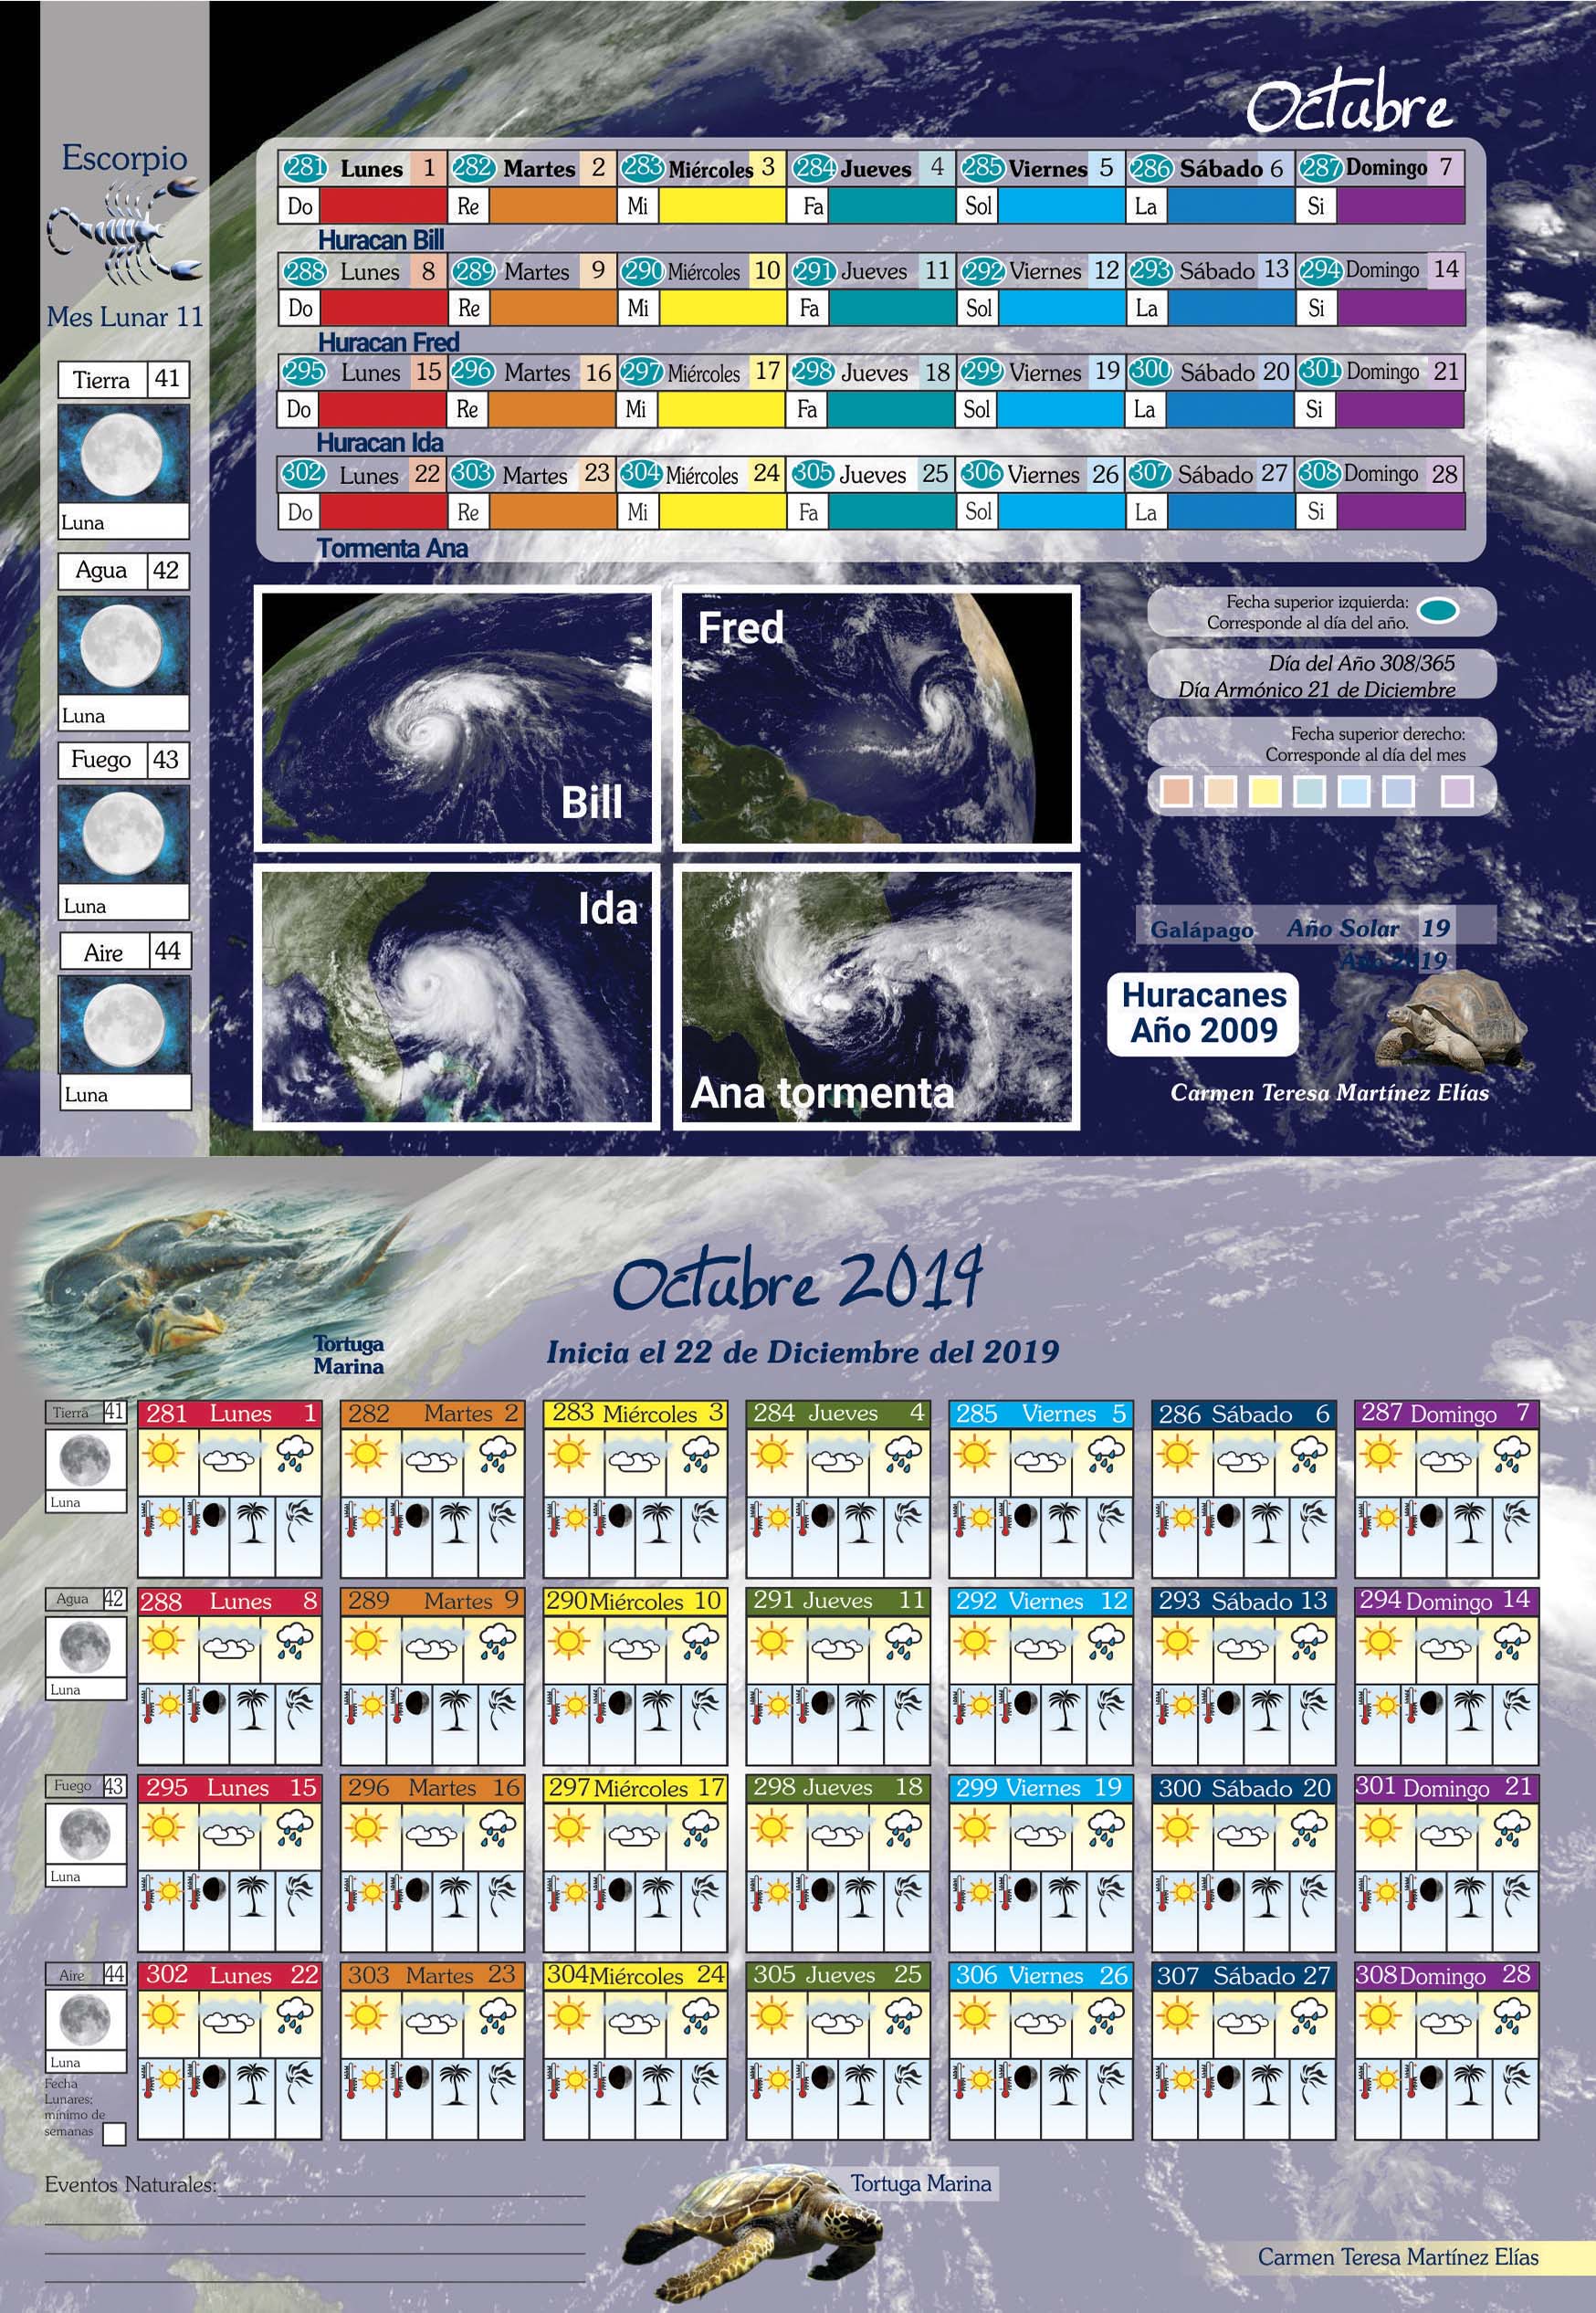 Octubre
Escorpio
Mes Lunar 11
281 Lunes 1 282 Martes 2 283 Miércoles 3 284 Jueves 4 285 Viernes 5 286 Sábado 6 287 Domingo 7
Do Re Mi Fa Sol La Si
Huracan Bill
288 Lunes 8 289 Martes 9 290 Miércoles 10 291 Jueves 11 292 Viernes 12 293 Sábado 13 294 Domingo 14
Do Re Mi Fa Sol La Si
Huracan Fred
295 Lunes 15 296 Martes 16 297 Miércoles 17 298 Jueves 18 299 Viernes 19 300 Sábado 20 301 Domingo 21
Do Re Mi Fa Sol La Si
Huracan Ida
302 Lunes 22 303 Martes 23 304 Miércoles 24 305 Jueves 25 306 Viernes 26 307 Sábado 27 308 Domingo 28
Do Re Mi Fa Sol La Si
Tormenta Ana
Tierra 41
Luna
Agua 42
Luna
Fuego 43
Luna
Aire 44
Luna
Bill
Fred
Ida
Ana tormenta
Fecha superior izquierda:
Corresponde al día del año.
Día del Año 308/365
Día Armónico 21 de Diciembre
Fecha superior derecho:
Corresponde al día del mes
Galápago Año Solar 19
Año 2019
Huracanes
Año 2009
Carmen Teresa Martínez Elías
Octubre 2019
Inicia el 22 de Diciembre del 2019
Tortuga
Marina
Tierra 41 281 Lunes 1 282 Martes 2 283 Miércoles 3 284 Jueves 4 285 Viernes 5 286 Sábado 6 287 Domingo 7
Luna
Agua 42 288 Lunes 8 289 Martes 9 290 Miércoles 10 291 Jueves 11 292 Viernes 12 293 Sábado 13 294 Domingo 14
Luna
Fuego 43 295 Lunes 15 296 Martes 16 297 Miércoles 17 298 Jueves 18 299 Viernes 19 300 Sábado 20 301 Domingo 21
Luna
Aire 44 302 Lunes 22 303 Martes 23 304 Miércoles 24 305 Jueves 25 306 Viernes 26 307 Sábado 27 308 Domingo 28
Luna
Fecha
Lunares;
mínimo de
semanas
Eventos Naturales:
Tortuga Marina
Carmen Teresa Martínez Elías